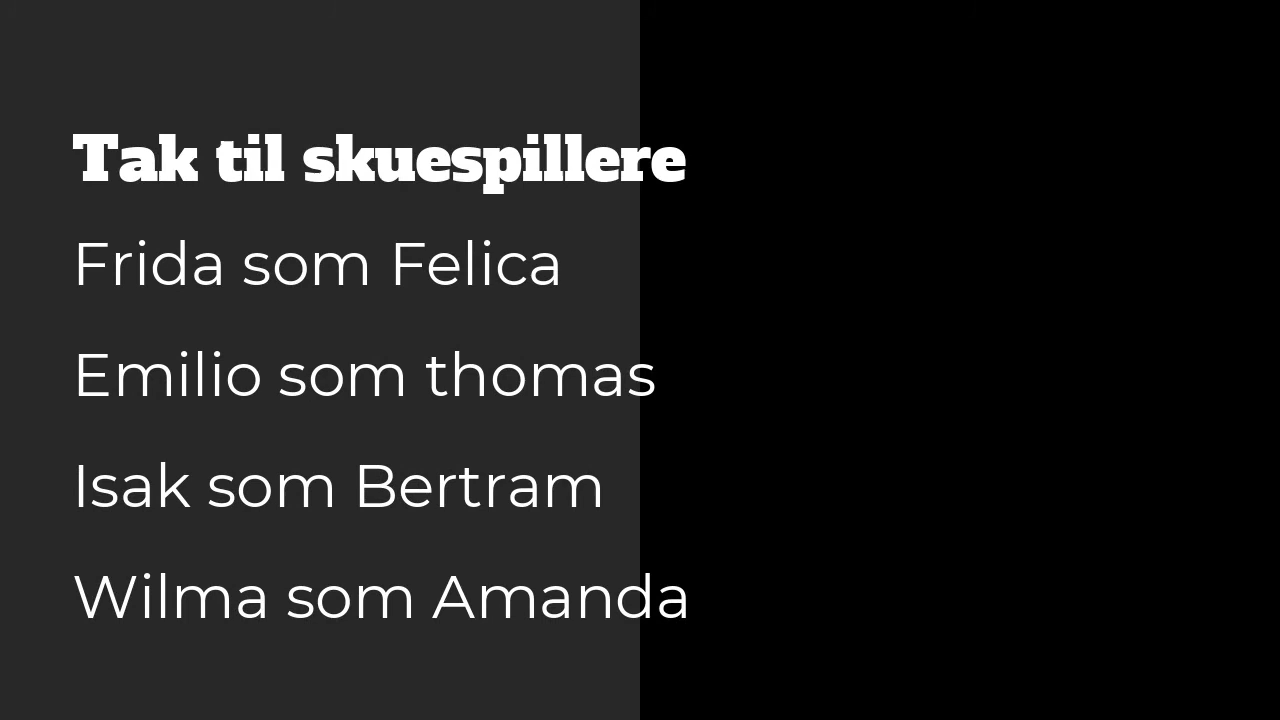 Tak til skuespillere
Frida som Felica
Emilio som thomas
Isak som Bertram
Wilma som Amanda